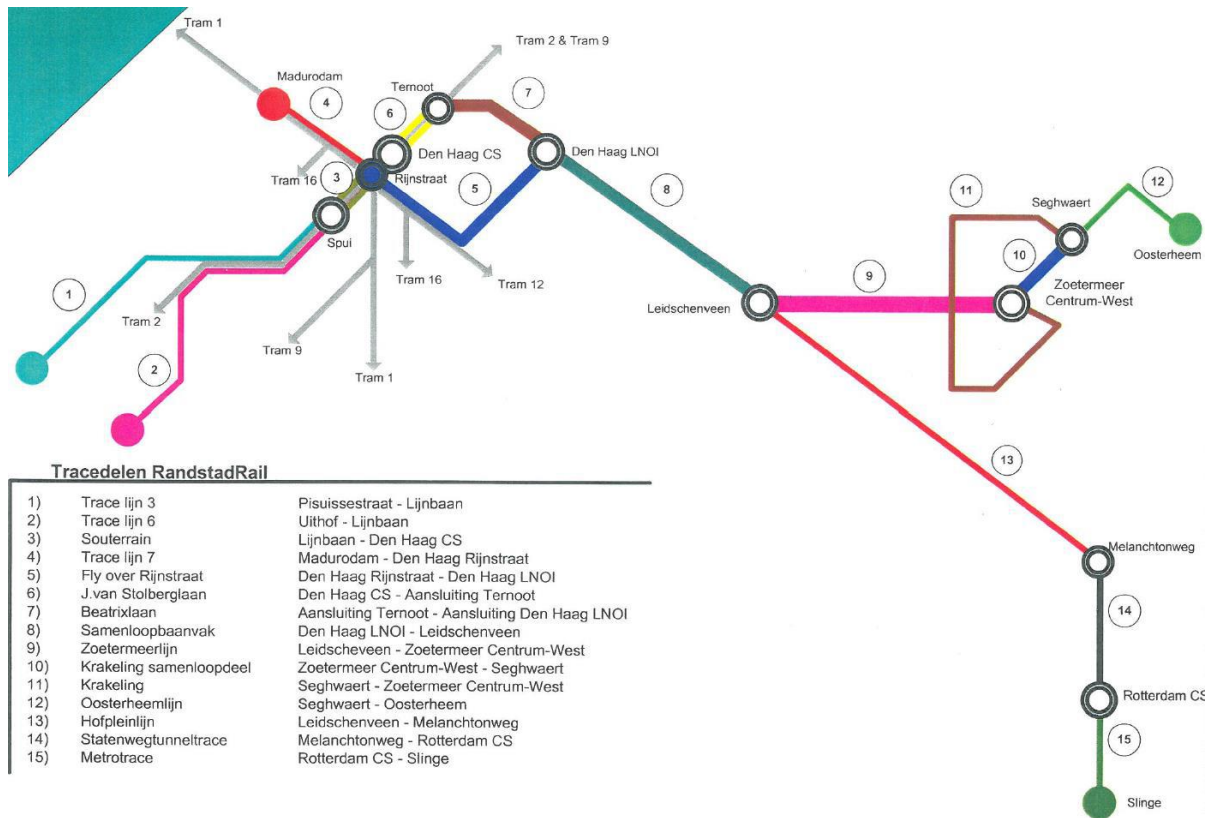 Tram 1
Tram 2 & Tram 9
Madurodam
4
Ternoot
7
6
Den Haag CS
Den Haag LNOI
Tram 16
3
Rijnstraat
5
8
11
12
Seghwaert
Oosterheem
Spui
10
1
Tram 2
Tram 16
Tram 12
9
Zoetermeer
Centrum-West
Leidschenveen
Tram 9
Tram 1
2
13
Tracedelen RandstadRail
1) Trace lijn 3 Pisuissestraat - Lijnbaan
2) Trace lijn 6 Uithof - Lijnbaan
3) Souterrain Lijnbaan - Den Haag CS
4) Trace lijn 7 Madurodam - Den Haag Rijnstraat
5) Fly over Rijnstraat Den Haag Rijnstraat - Den Haag LNOI
6) J.van Stolberglaan Den Haag CS - Aansluiting Ternoot
7) Beatrixlaan Aansluiting Ternoot - Aansluiting Den Haag LNOI
8) Samenloopbaanvak Den Haag LNOI - Leidschenveen
9) Zoetermeerlijn Leidscheveen - Zoetermeer Centrum-West
10) Krakeling samenloopdeel Zoetermeer Centrum-West - Seghwaert
11) Krakeling Seghwaert - Zoetermeer Centrum-West
12) Oosterheemlijn Seghwaert - Oosterheem
13) Hofpleinlijn Leidschenveen - Melanchtonweg
14) Statenwegtunneltrace Melanchtonweg - Rotterdam CS
15) Metrotrace Rotterdam CS - Slinge
Melanchtonweg
14
Rotterdam CS
15
Slinge